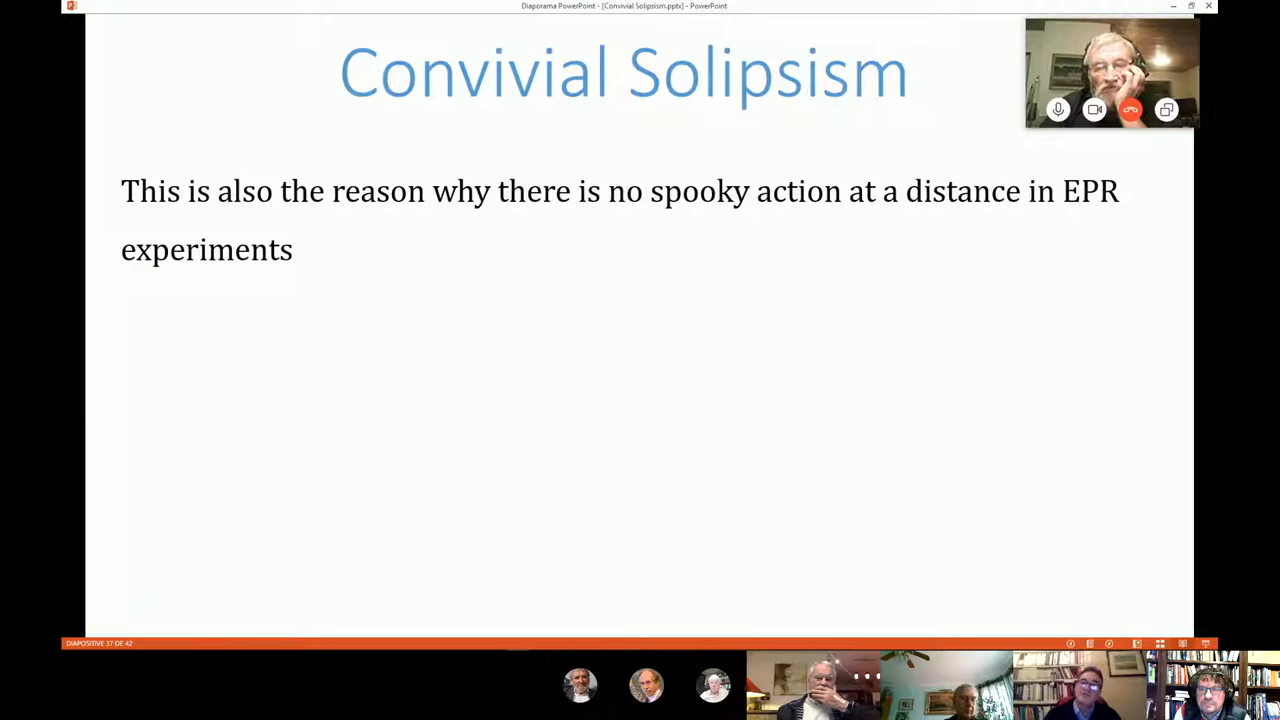 Diaporama PowerPoint - [Convivial Solipsism.pptx] - PowerPoint
Convivial Solipsism
This is also the reason why there is no spooky action at a distance in EPR
experiments
DIAPOSITIVE 37 DE 42